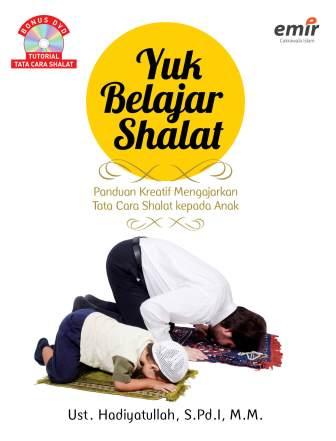 BONUS DVD
TUTORIAL
TATA CARA SHALAT
emir
Cakrawala Islam
Yuk
Belajar
Shalat
Panduan Kreatif Mengajarkan
Tata Cara Shalat kepada Anak
Ust. Hadiyatullah, S.Pd.I, M.M.